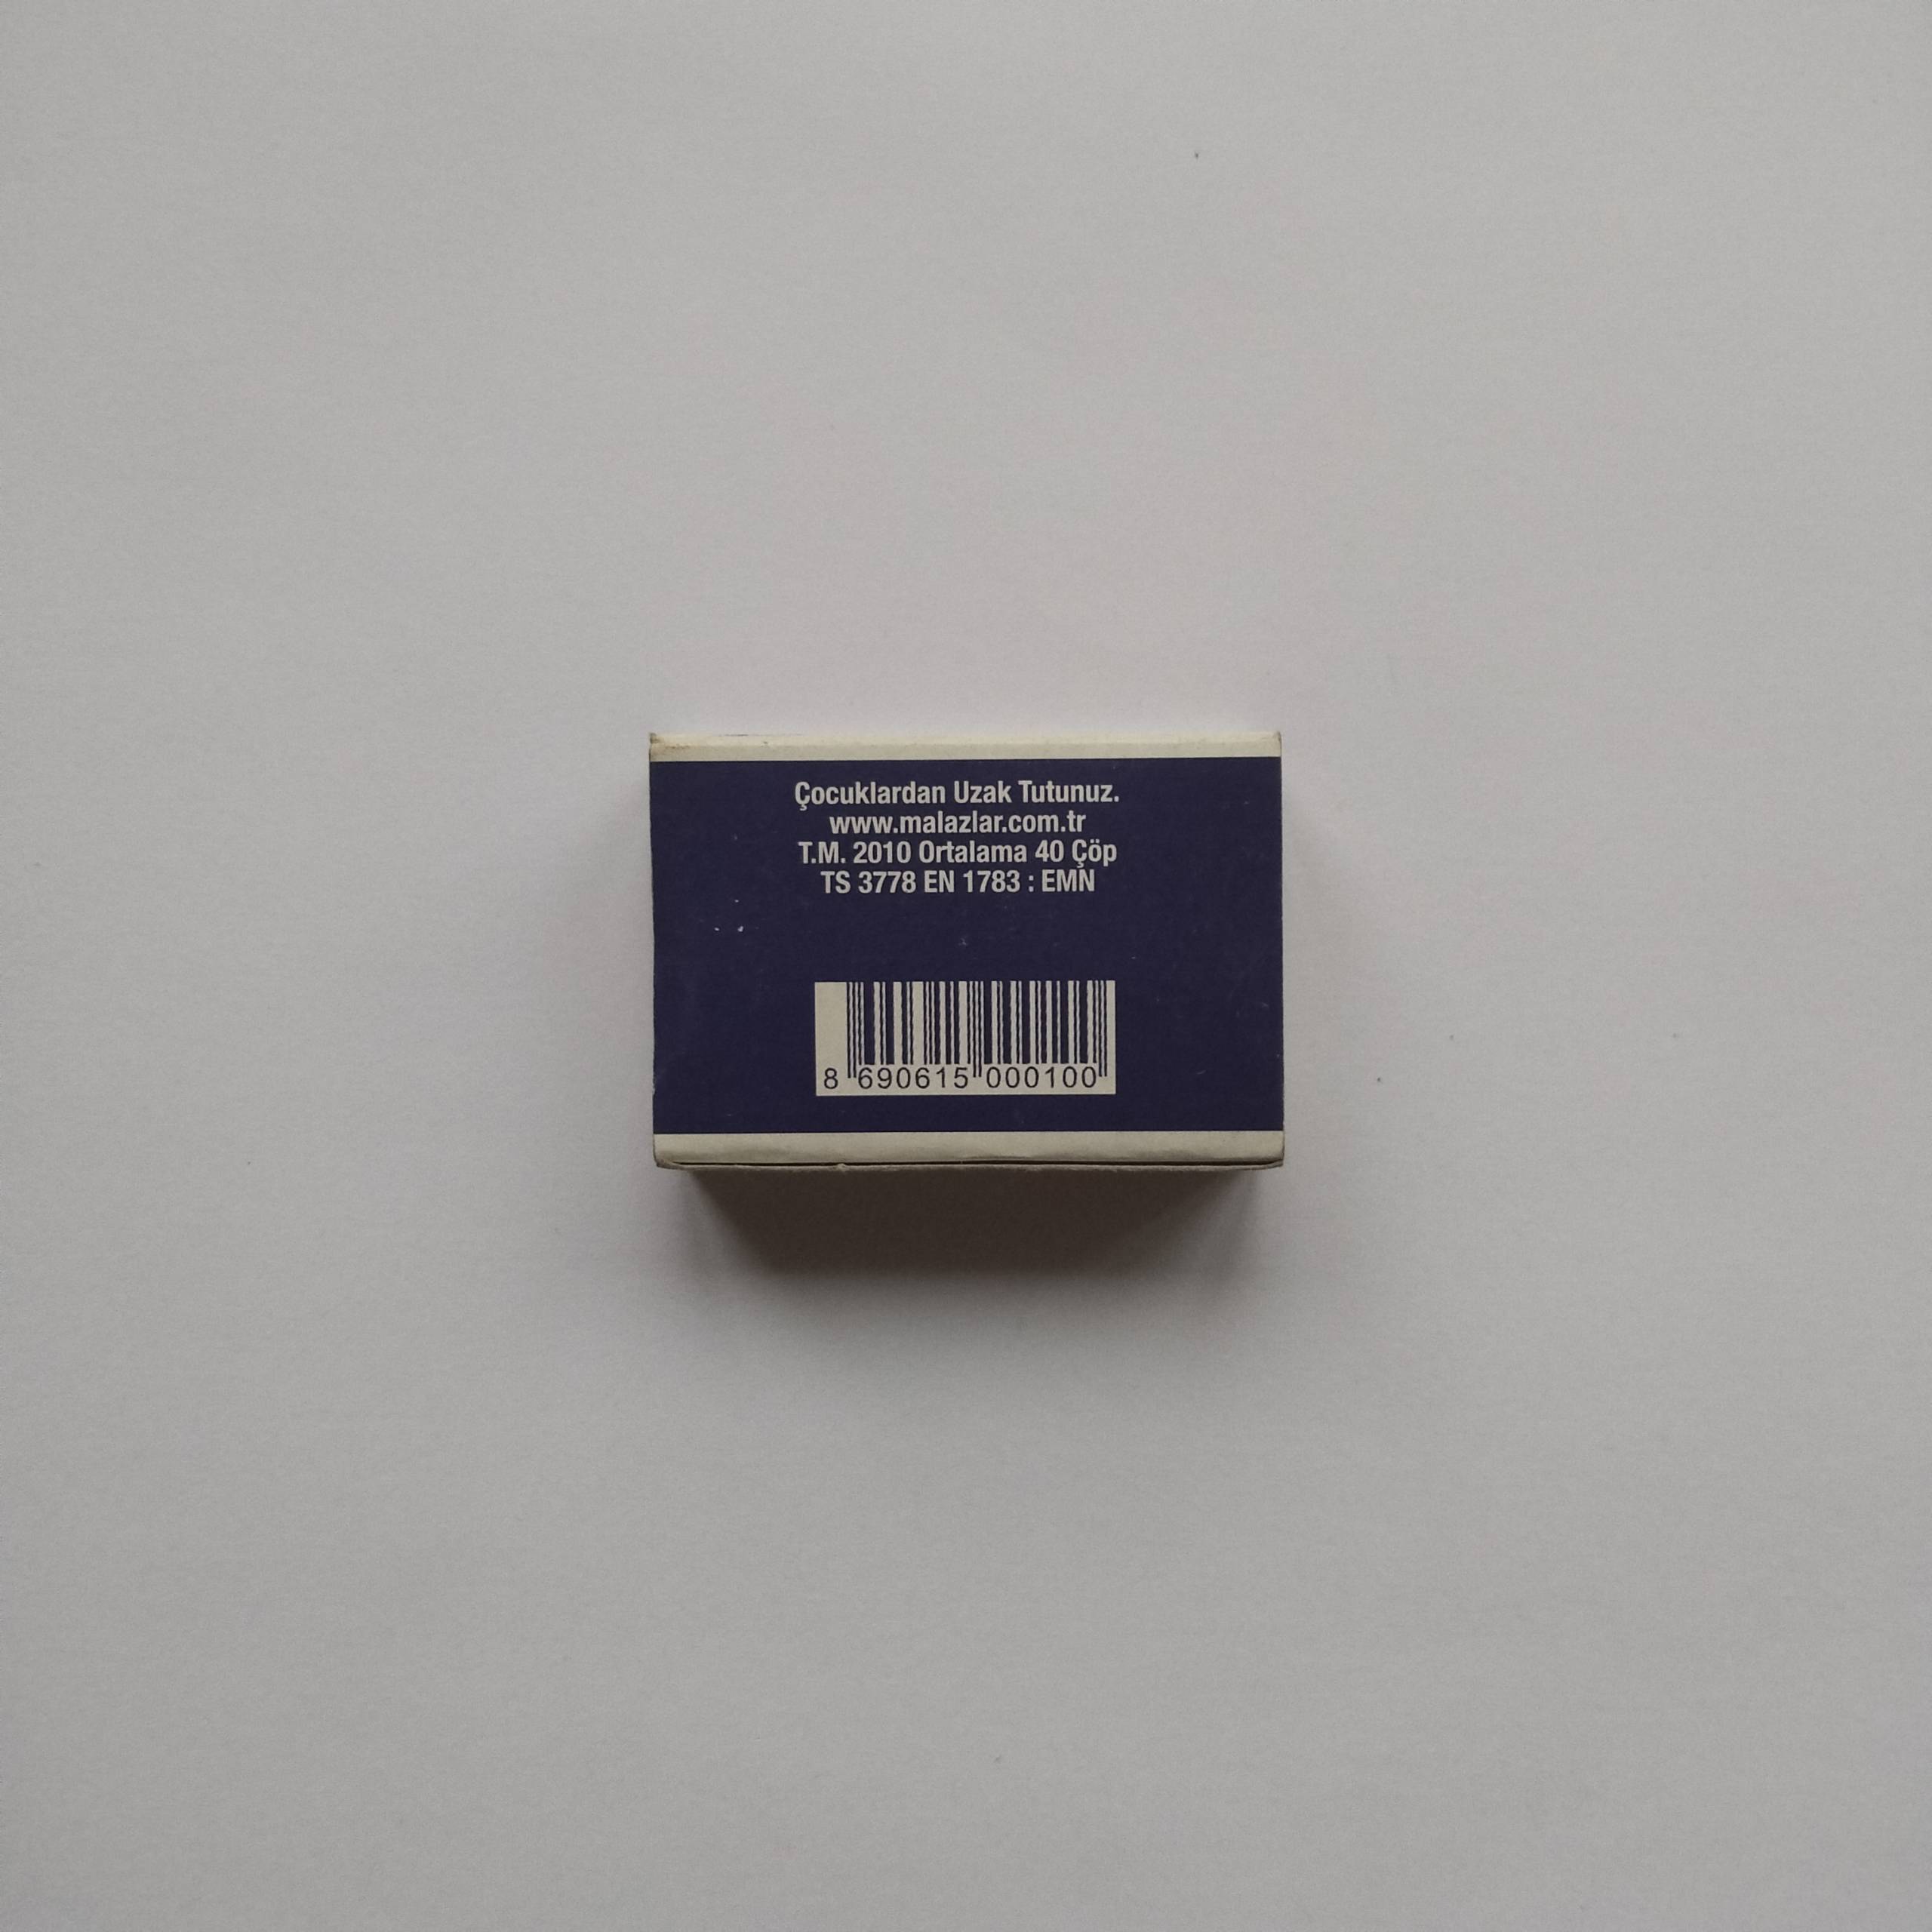 Çocuklardan Uzak Tutunuz.
www.malazlar.com.tr
T.M. 2010 Ortalama 40 Çöp
TS 3778 EN 1783 : EMN
8 690615 000100